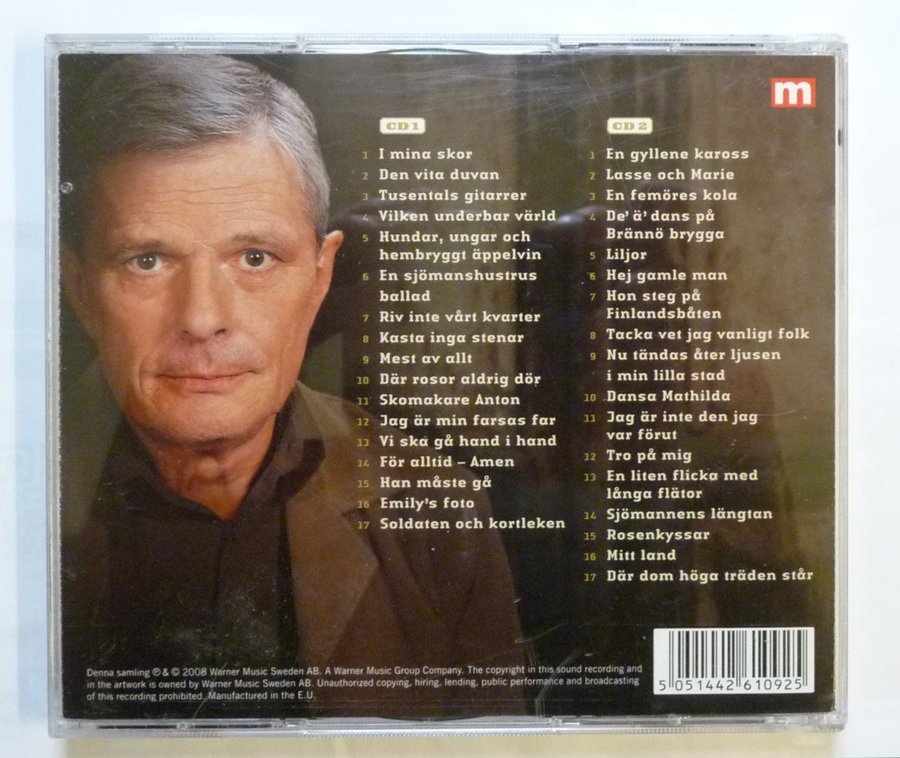 m
CD 1
1 I mina skor
2 Den vita duvan
3 Tusentals gitarrer
4 Vilken underbar värld
5 Hundar, ungar och
hembryggt äppelvin
6 En sjömanshustrus
ballad
7 Riv inte vårt kvarter
8 Kasta inga stenar
9 Mest av allt
10 Där rosor aldrig dör
11 Skomakare Anton
12 Jag är min farsas far
13 Vi ska gå hand i hand
14 För alltid – Amen
15 Han måste gå
16 Emily's foto
17 Soldaten och kortleken
CD 2
1 En gyllene kaross
2 Lasse och Marie
3 En femöres kola
4 De' ä' dans på
Brännö brygga
5 Liljor
6 Hej gamle man
7 Hon steg på
Finlandsbåten
8 Tacka vet jag vanligt folk
9 Nu tändas åter ljusen
i min lilla stad
10 Dansa Mathilda
11 Jag är inte den jag
var förut
12 Tro på mig
13 En liten flicka med
långa flätor
14 Sjömannens längtan
15 Rosenkyssar
16 Mitt land
17 Där dom höga träden står
Denna samling ℗ & © 2008 Warner Music Sweden AB. A Warner Music Group Company. The copyright in this sound recording and
in the artwork is owned by Warner Music Sweden AB. Unauthorized copying, hiring, lending, public performance and broadcasting
of this recording prohibited. Manufactured in the E.U.
5 051442 610925